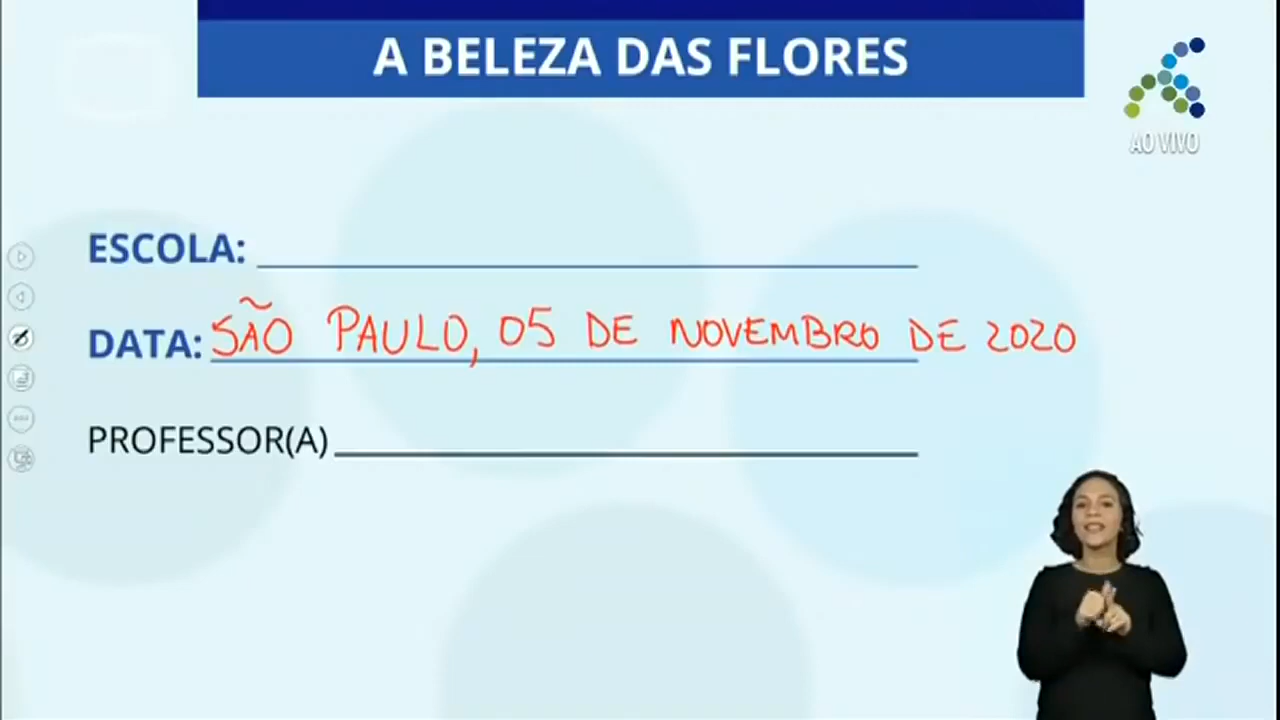 A BELEZA DAS FLORES
AO VIVO
ESCOLA:
DATA: SÃO PAULO, 05 DE NOVEMBRO DE 2020
PROFESSOR(A)